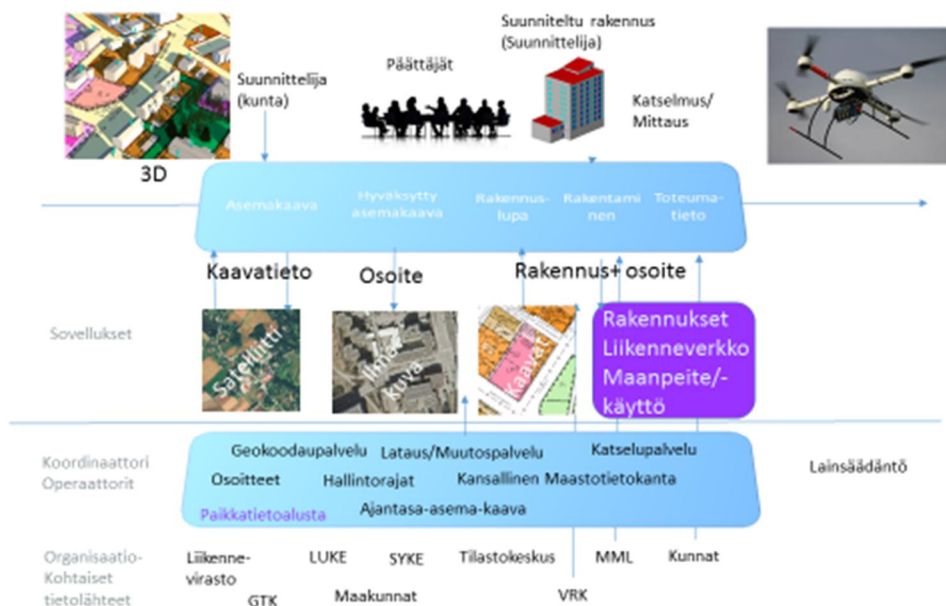 Suunniteltu rakennus
(Suunnittelija)
Päättäjät
Suunnittelija
(kunta)
Katselmus/
Mittaus
3D
Asemakaava
Hyväksytty
asemakaava
Rakennus-
lupa
Rakentami
nen
Toteuma-
tieto
Kaavatieto
Osoite
Rakennus+ osoite
Sovellukset
Satelliitti
Ilma
kuva
Kaavat
Rakennukset
Liikenneverkko
Maanpeite/-
käyttö
Koordinaattori
Operaattorit
Geokoodaupalvelu
Lataus/Muutospalvelu
Katselupalvelu
Osoitteet
Hallintorajat
Kansallinen Maastotietokanta
Paikkatietoalusta
Ajantasa-asema-kaava
Lainsäädäntö
Organisaatio-
Kohtaiset
tietolähteet
Liikenne-
virasto
LUKE
SYKE
Tilastokeskus
MML
Kunnat
GTK
Maakunnat
VRK